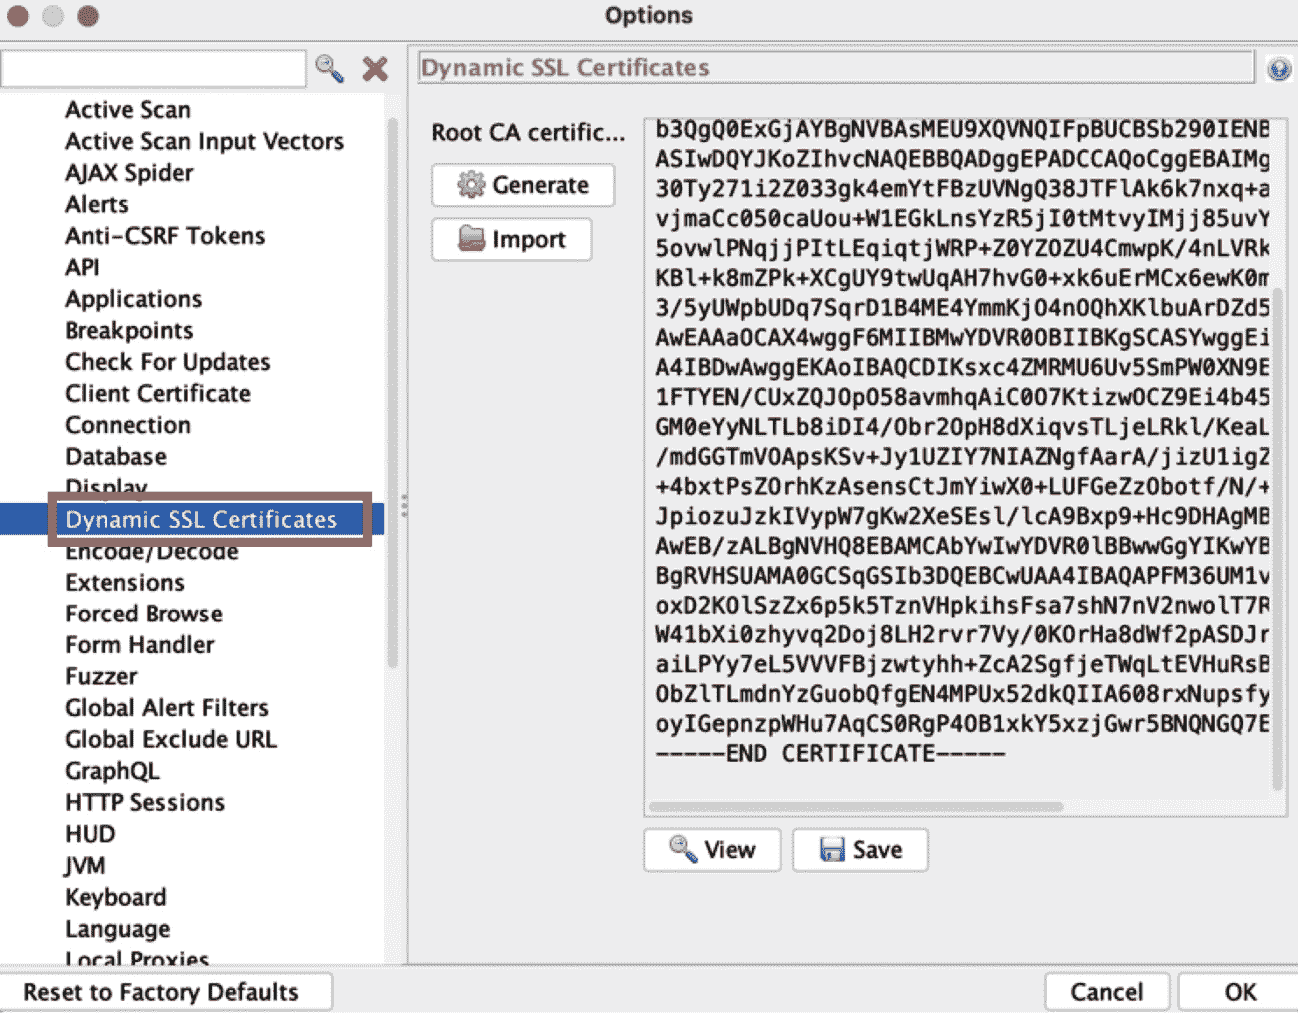 Options
Dynamic SSL Certificates
Active Scan
Active Scan Input Vectors
AJAX Spider
Alerts
Anti-CSRF Tokens
API
Applications
Breakpoints
Check For Updates
Client Certificate
Connection
Database
Display
Dynamic SSL Certificates
Encode/Decode
Extensions
Forced Browse
Form Handler
Fuzzer
Global Alert Filters
Global Exclude URL
GraphQL
HTTP Sessions
HUD
JVM
Keyboard
Language
Local Proxies
Root CA certific...
Generate
Import
b3QgQ0ExGjAYBgNVBAsMEU9XQVNQIFpBUCBSb290IENB
ASIwDQYJKoZIhvcNAQEBBQADggEPADCCAQoCggEBAIMg
30Ty271i2Z033gk4emYtFBzUVNgQ38JTFlAk6k7nxq+a
vjmaCc050caUou+W1EGkLnsYzR5jI0tMtvyIMjj85uvY
5ovwlPNqjjPItLEqiqtjWRP+Z0YZOZU4CmwpK/4nLVRk
KBl+k8mZPk+XCgUY9twUqAH7hvG0+xk6uErMCx6ewK0m
3/5yUWpbUDq7SqrD1B4ME4YmmKjO4nOQhXKlbuArDZd5
AwEAAaOCAX4wggF6MIIBMwYDVR0OBIIBKgSCASYwggEi
A4IBDwAwggEKAoIBAQCDIKsxc4ZMRMU6Uv5SmPW0XN9E
1FTYEN/CUxZQJOpO58avmhqAiC0O7KtizwOCZ9Ei4b45
GM0eYyNLTLb8iDI4/Obr2OpH8dXiqvsTLjeLRkl/KeaL
/mdGGTmVOApsKSv+Jy1UZIY7NIAZNgfAarA/jizU1igZ
+4bxtPsZOrhKzAsensCtJmYiwX0+LUFGeZzObotf/N/+
JpiozuJzkIVypW7gKw2XeSEsl/lcA9Bxp9+Hc9DHAgMB
AwEB/zALBgNVHQ8EBAMCAbYwIwYDVR0lBBwwGgYIKwYB
BgRVHSUAMA0GCSqGSIb3DQEBCwUAA4IBAQAPFM36UM1v
oxD2KOlSzZx6p5k5TznVHpkihsFsa7shN7nV2nwolT7R
W41bXi0zhyvq2Doj8LH2rvr7Vy/0KOrHa8dWf2pASDJr
aiLPYy7eL5VVVFBjzwtyhh+ZcA2SgfjeTWqLtEVHuRsB
ObZlTLmdnYzGuobQfgEN4MPUx52dkQIIA608rxNupsfy
oyIGepnzpWHu7AqCS0RgP4OB1xkY5xzjGwr5BNQNGQ7E
-----END CERTIFICATE-----
View
Save
Reset to Factory Defaults
Cancel
OK